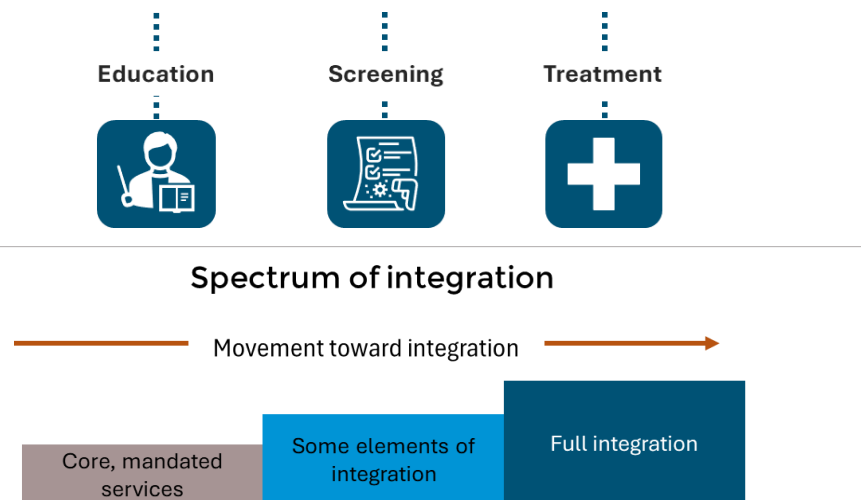 Education
Screening
Treatment
Spectrum of integration
Movement toward integration
Core, mandated
services
Some elements of
integration
Full integration